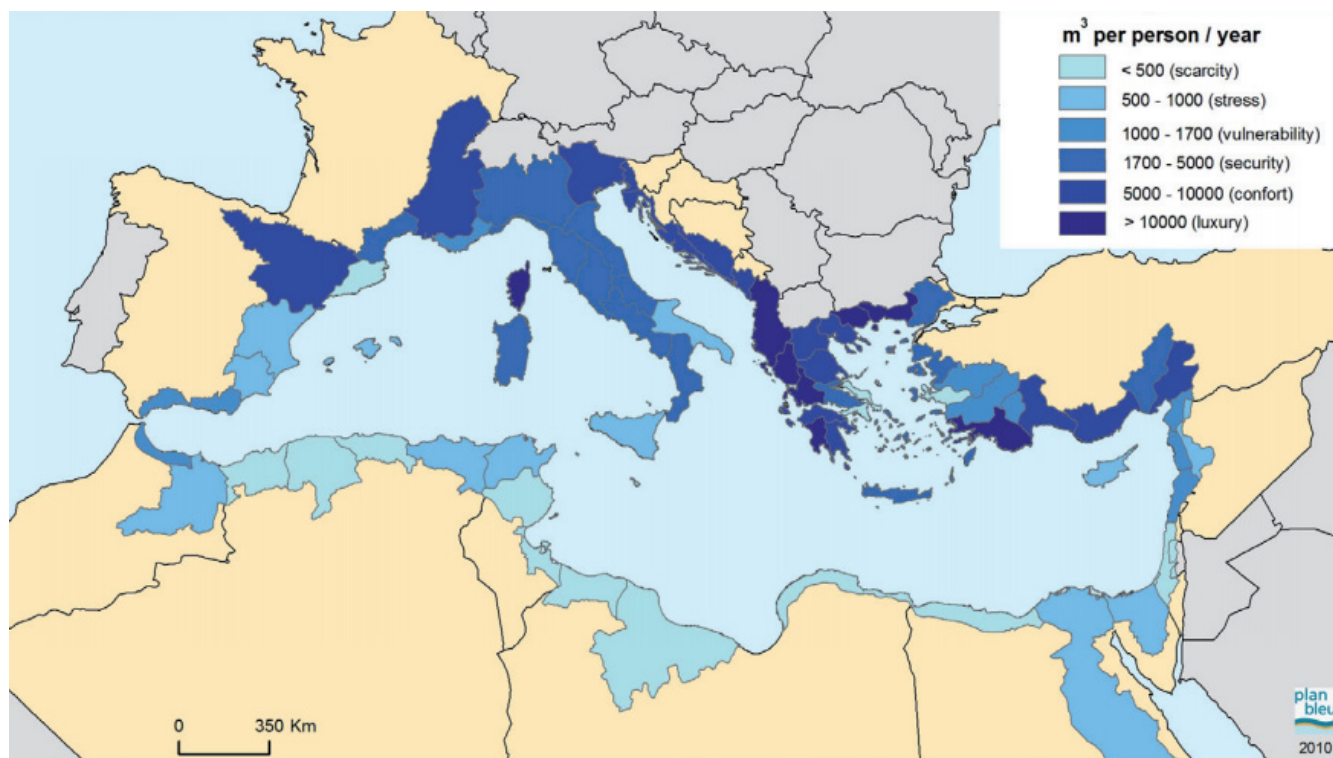 m³ per person / year
< 500 (scarcity)
500 - 1000 (stress)
1000 - 1700 (vulnerability)
1700 - 5000 (security)
5000 - 10000 (confort)
> 10000 (luxury)
0 350 Km
plan
bleu
2010